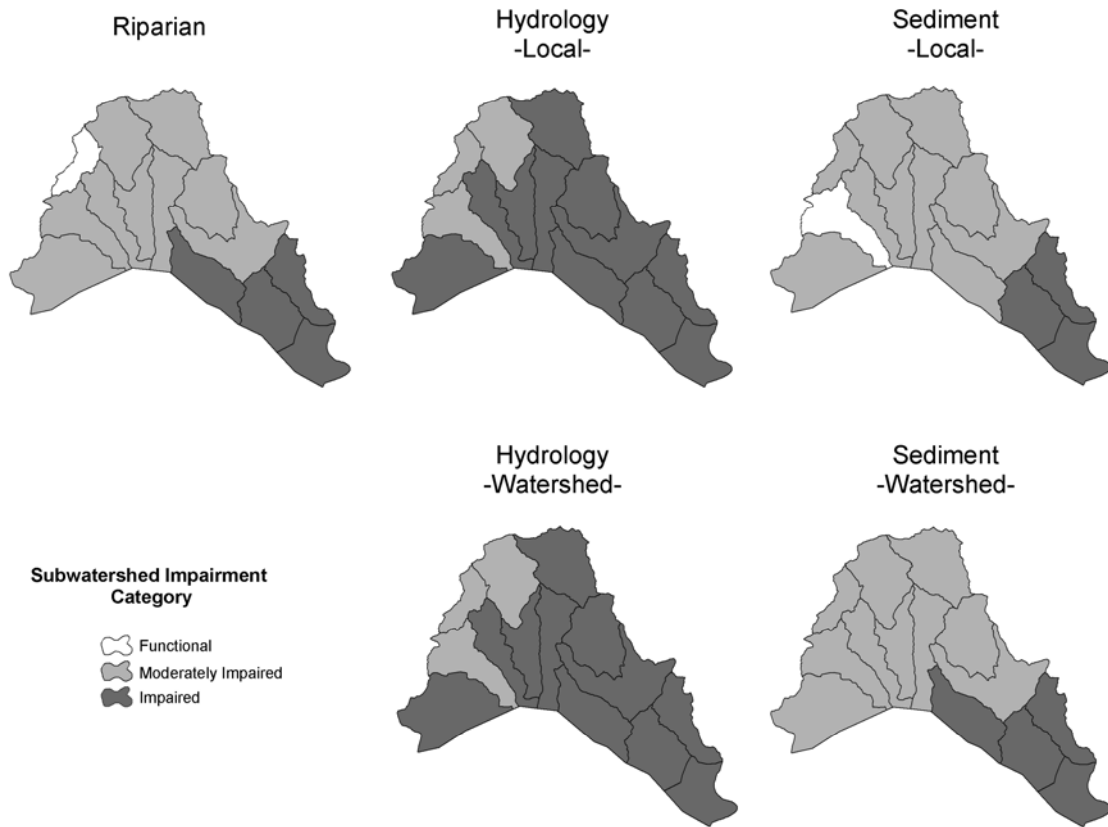 Riparian
Hydrology
-Local-
Sediment
-Local-
Hydrology
-Watershed-
Sediment
-Watershed-
Subwatershed Impairment
Category
Functional
Moderately Impaired
Impaired